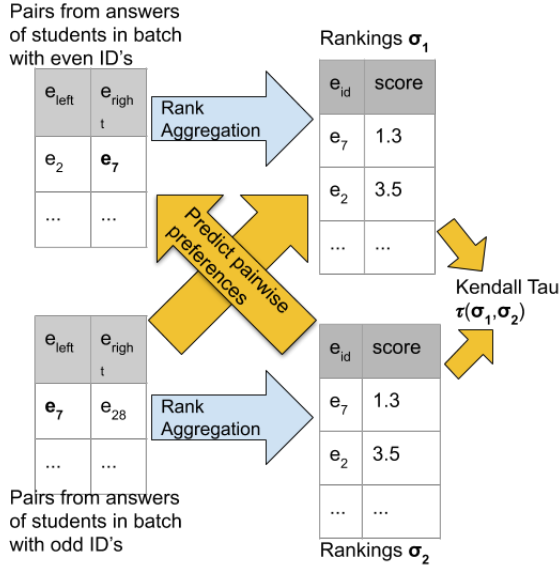 Pairs from answers
of students in batch
with even ID's
e_left e_righ
t
e_2 e_7
... ...
Rank
Aggregation
Rankings σ_1
e_id score
e_7 1.3
e_2 3.5
... ...
Predict pairwise
preferences
Kendall Tau
τ(σ_1,σ_2)
e_left e_righ
t
e_7 e_28
... ...
Rank
Aggregation
e_id score
e_7 1.3
e_2 3.5
... ...
Pairs from answers
of students in batch
with odd ID's
Rankings σ_2